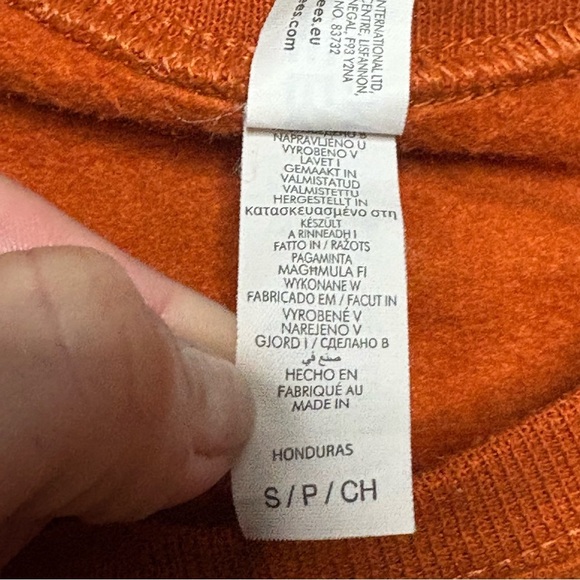 INTERNATIONAL LTD,
CENTRE, LISFANNON,
NEGAL, F93 Y2NA
NO. 83732
ees.eu
ees.com
NAPRAVLJENO U
VYROBENO V
LAVET I
GEMAAKT IN
VALMISTATUD
VALMISTETTU
HERGESTELLT IN
κατασκευασμένο στη
KÉSZÜLT
A RINNEADH I
FATTO IN / RAŽOTS
PAGAMINTA
MAGĦMULA FI
WYKONANE W
FABRICADO EM / FACUT IN
VYROBENÉ V
NAREJENO V
GJORD I / СДЕЛАНО В
صنع في
HECHO EN
FABRIQUÉ AU
MADE IN
HONDURAS
S / P / CH